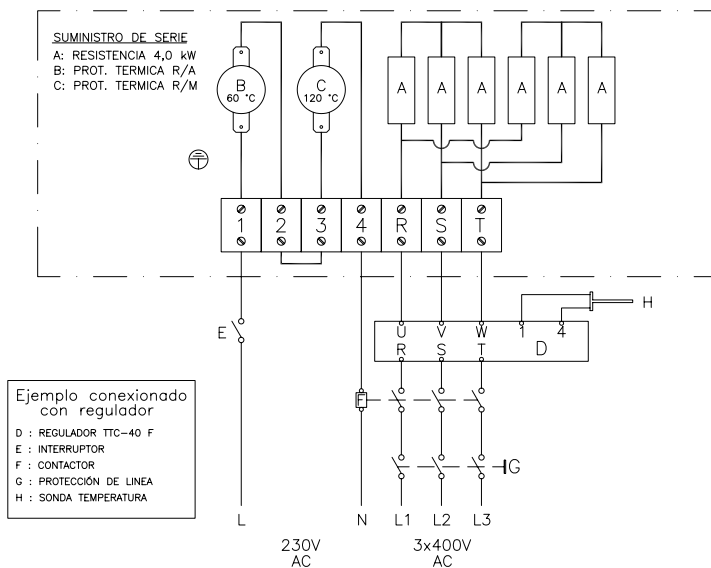 SUMINISTRO DE SERIE
A: RESISTENCIA 4,0 kW
B: PROT. TERMICA R/A
C: PROT. TERMICA R/M
B
60 °C
C
120 °C
A A A A A A
1 2 3 4 R S T
E
U V W 1 4
R S T D
H
F
G
Ejemplo conexionado
con regulador
D : REGULADOR TTC-40 F
E : INTERRUPTOR
F : CONTACTOR
G : PROTECCIÓN DE LINEA
H : SONDA TEMPERATURA
L N L1 L2 L3
230V 3x400V
AC AC